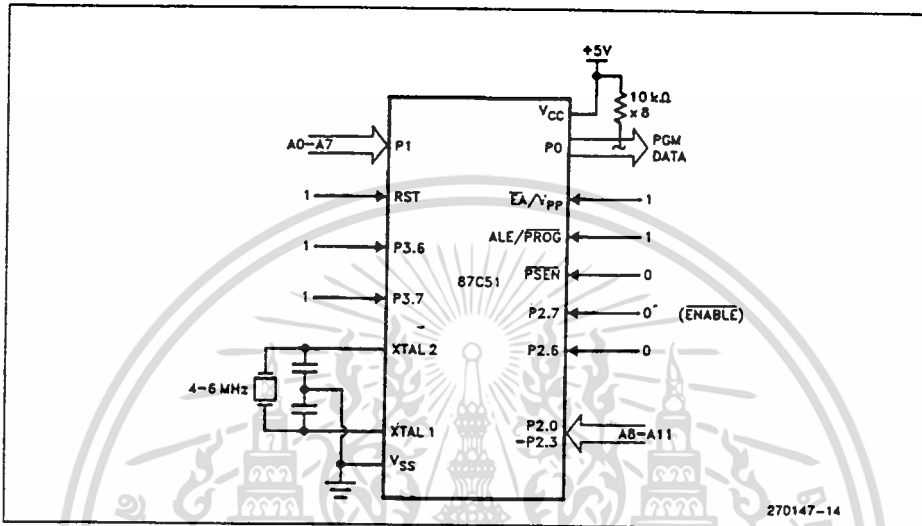 +5V
10 kΩ
x8
VCC
A0-A7
P1
P0
PGM
DATA
1
RST
EA/VPP
1
ALE/PROG
1
1
P3.6
87C51
PSEN
0
1
P3.7
P2.7
0
(ENABLE)
XTAL 2
P2.6
0
4-6 MHz
XTAL 1
P2.0
-P2.3
A8-A11
VSS
270147-14